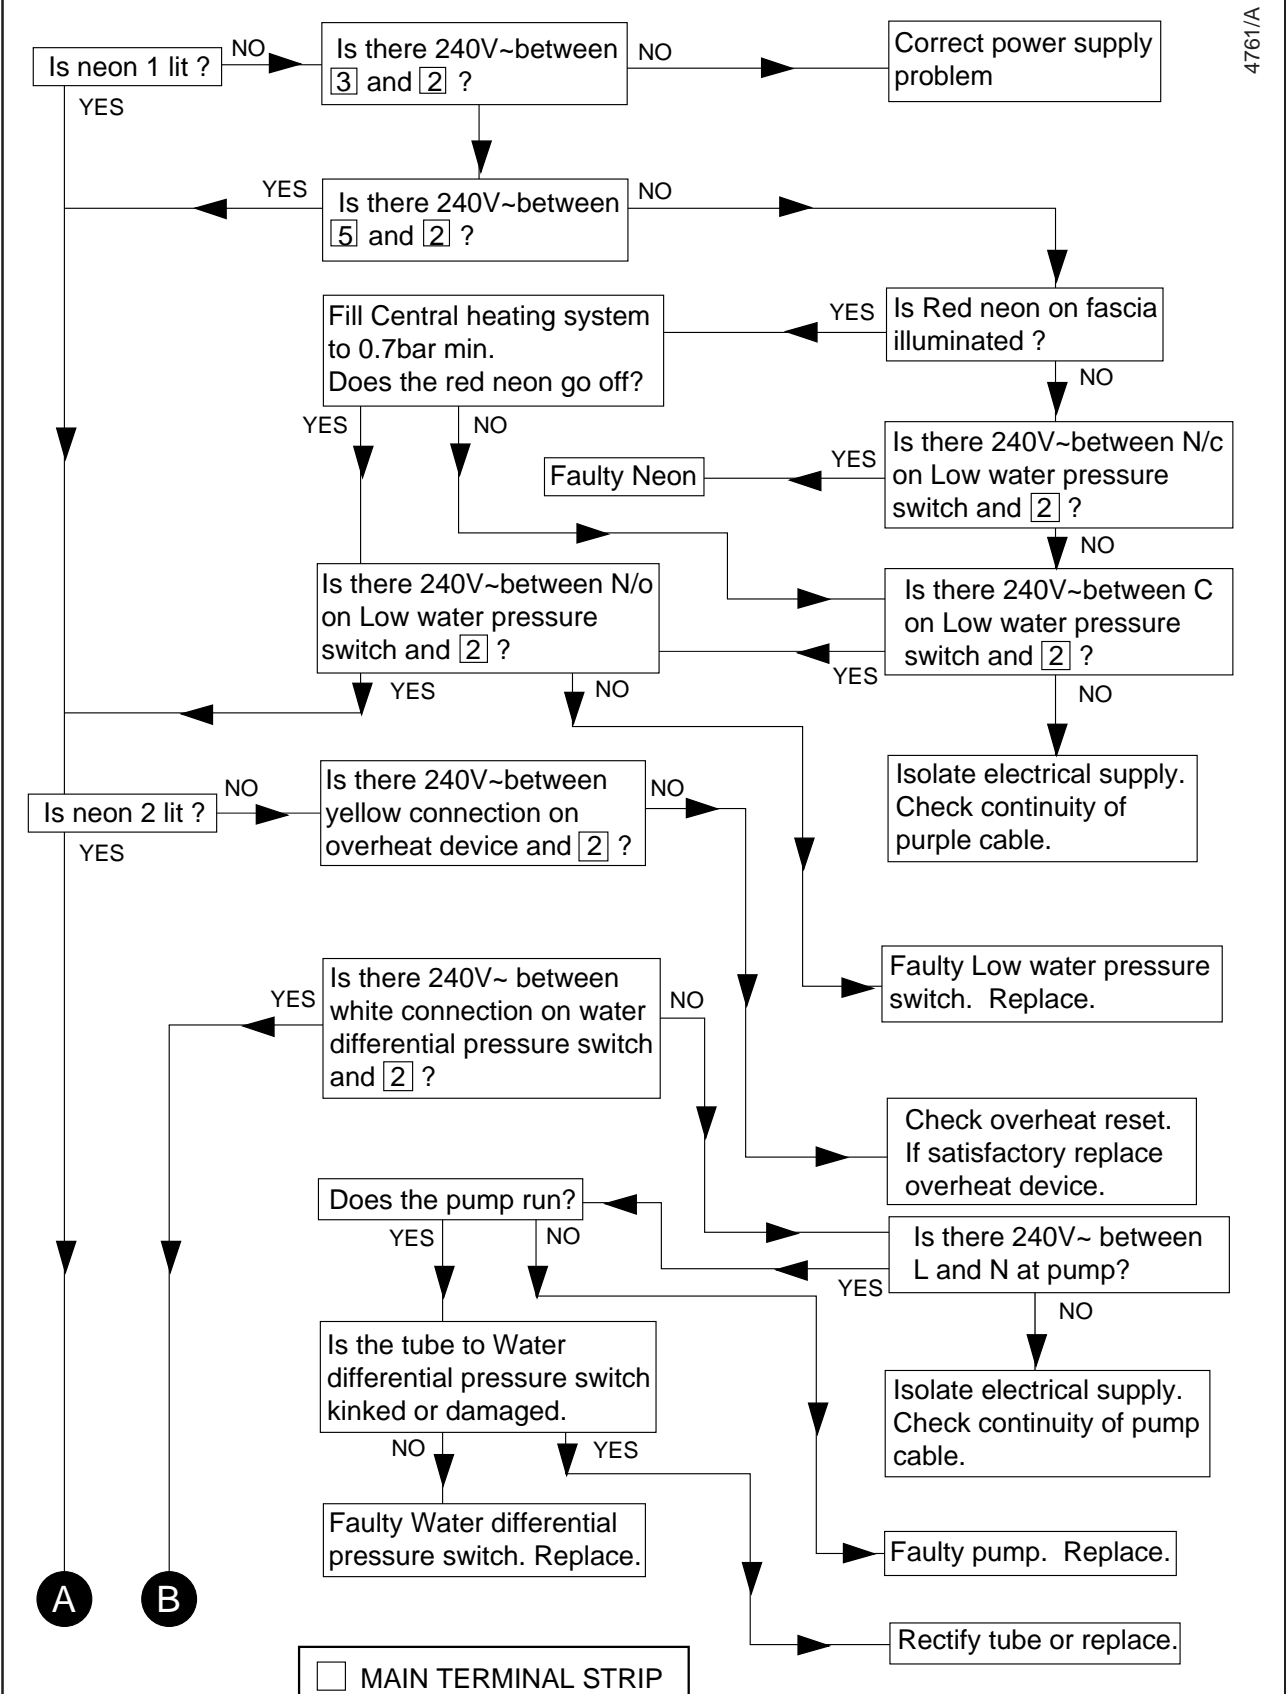 4761/A
Is neon 1 lit ?
NO
YES
Is there 240V~between
3 and 2 ?
NO
Correct power supply
problem
YES
Is there 240V~between
5 and 2 ?
NO
Fill Central heating system
to 0.7bar min.
Does the red neon go off?
YES
Is Red neon on fascia
illuminated ?
NO
YES
NO
Faulty Neon
YES
Is there 240V~between N/c
on Low water pressure
switch and 2 ?
NO
Is there 240V~between N/o
on Low water pressure
switch and 2 ?
Is there 240V~between C
on Low water pressure
switch and 2 ?
YES
YES
NO
NO
Isolate electrical supply.
Check continuity of
purple cable.
Is neon 2 lit ?
NO
YES
Is there 240V~between
yellow connection on
overheat device and 2 ?
NO
Faulty Low water pressure
switch.  Replace.
YES
Is there 240V~ between
white connection on water
differential pressure switch
and 2 ?
NO
Check overheat reset.
If satisfactory replace
overheat device.
Does the pump run?
YES
NO
Is there 240V~ between
L and N at pump?
YES
NO
Is the tube to Water
differential pressure switch
kinked or damaged.
NO
YES
Isolate electrical supply.
Check continuity of pump
cable.
Faulty Water differential
pressure switch. Replace.
Faulty pump.  Replace.
A
B
Rectify tube or replace.
MAIN TERMINAL STRIP